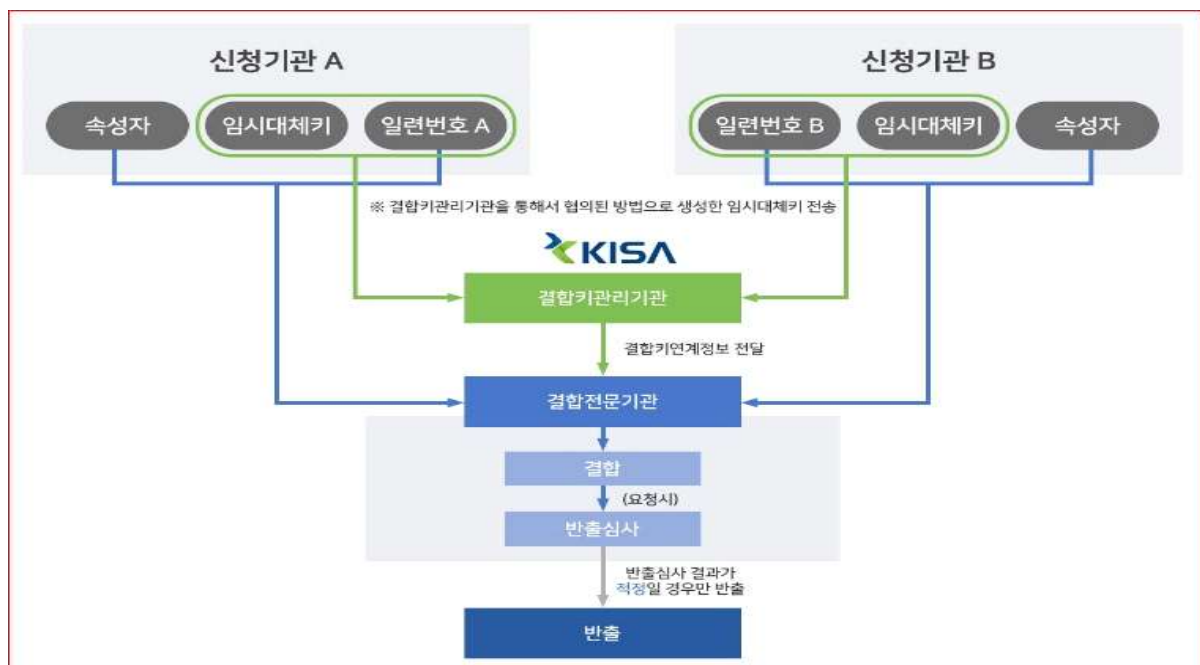 신청기관 A
신청기관 B
속성자
임시대체키
일련번호 A
일련번호 B
임시대체키
속성자
※ 결합키관리기관을 통해서 협의된 방법으로 생성한 임시대체키 전송
KISA
결합키관리기관
결합키연계정보 전달
결합전문기관
결합
(요청시)
반출심사
반출심사 결과가
적정일 경우만 반출
반출